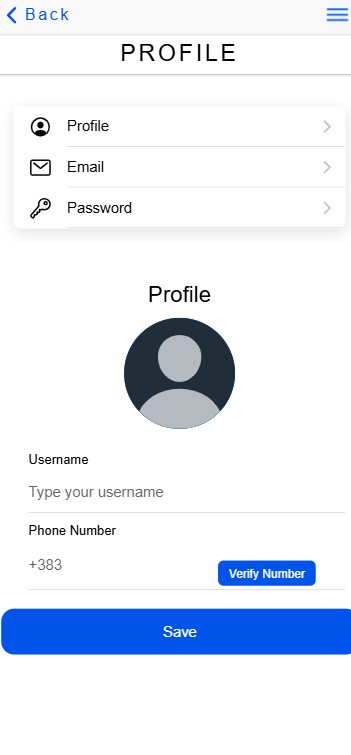 Back
PROFILE
Profile
Email
Password
Profile
Username
Type your username
Phone Number
+383
Verify Number
Save